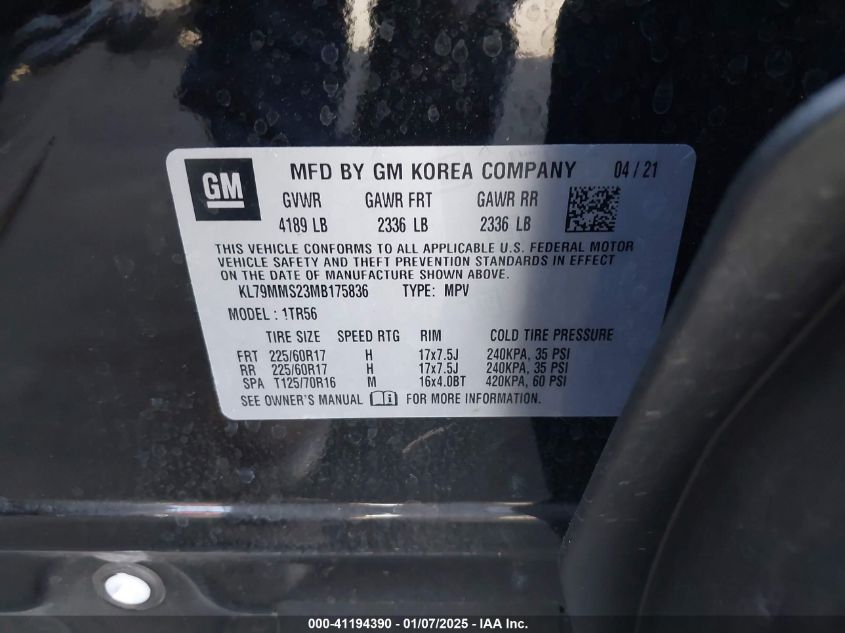 GM
MFD BY GM KOREA COMPANY 04 / 21
GVWR GAWR FRT GAWR RR
4189 LB 2336 LB 2336 LB
THIS VEHICLE CONFORMS TO ALL APPLICABLE U.S. FEDERAL MOTOR
VEHICLE SAFETY AND THEFT PREVENTION STANDARDS IN EFFECT
ON THE DATE OF MANUFACTURE SHOWN ABOVE.
KL79MMS23MB175836 TYPE: MPV
MODEL : 1TR56
TIRE SIZE SPEED RTG RIM COLD TIRE PRESSURE
FRT 225/60R17 H 17x7.5J 240KPA, 35 PSI
RR 225/60R17 H 17x7.5J 240KPA, 35 PSI
SPA T125/70R16 M 16x4.0BT 420KPA, 60 PSI
SEE OWNER'S MANUAL FOR MORE INFORMATION.
000-41194390 - 01/07/2025 - IAA Inc.